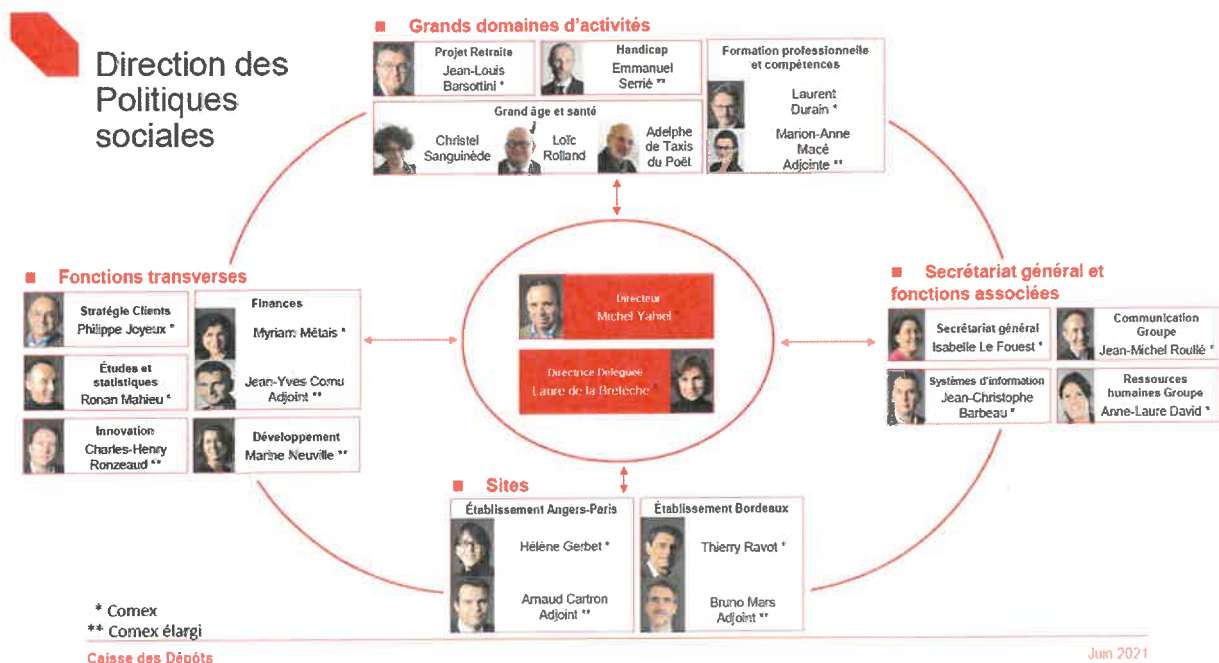 Direction des
Politiques
sociales
Grands domaines d'activités
Projet Retraite
Jean-Louis
Barsottini *
Handicap
Emmanuel
Serrié **
Formation professionnelle
et compétences
Laurent
Durain *
Marion-Anne
Macé
Adjointe **
Grand âge et santé
Christel
Sanguinède
Loïc
Rolland
Adelphe
de Taxis
du Poët
Fonctions transverses
Stratégie Clients
Philippe Joyeux *
Études et
statistiques
Ronan Mahieu *
Innovation
Charles-Henry
Ronzeaud **
Finances
Myriam Métais *
Jean-Yves Cornu
Adjoint **
Développement
Marine Neuville **
Directeur
Michel Yahiel
Directrice Déléguée
Laure de la Bretèche
Secrétariat général et
fonctions associées
Secrétariat général
Isabelle Le Fouest *
Communication
Groupe
Jean-Michel Roullé *
Systèmes d'information
Jean-Christophe
Barbeau *
Ressources
humaines Groupe
Anne-Laure David *
Sites
Établissement Angers-Paris
Hélène Gerbet *
Arnaud Cartron
Adjoint **
Établissement Bordeaux
Thierry Ravot *
Bruno Mars
Adjoint **
* Comex
** Comex élargi
Caisse des Dépôts
Juin 2021